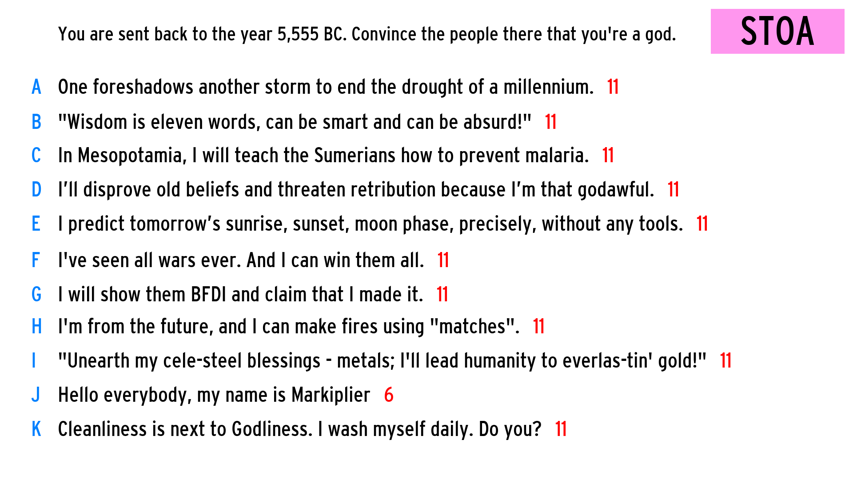 You are sent back to the year 5,555 BC. Convince the people there that you're a god.
STOA
A One foreshadows another storm to end the drought of a millennium. 11
B "Wisdom is eleven words, can be smart and can be absurd!" 11
C In Mesopotamia, I will teach the Sumerians how to prevent malaria. 11
D I’ll disprove old beliefs and threaten retribution because I’m that godawful. 11
E I predict tomorrow’s sunrise, sunset, moon phase, precisely, without any tools. 11
F I've seen all wars ever. And I can win them all. 11
G I will show them BFDI and claim that I made it. 11
H I'm from the future, and I can make fires using "matches". 11
I "Unearth my cele-steel blessings - metals; I'll lead humanity to everlas-tin' gold!" 11
J Hello everybody, my name is Markiplier 6
K Cleanliness is next to Godliness. I wash myself daily. Do you? 11